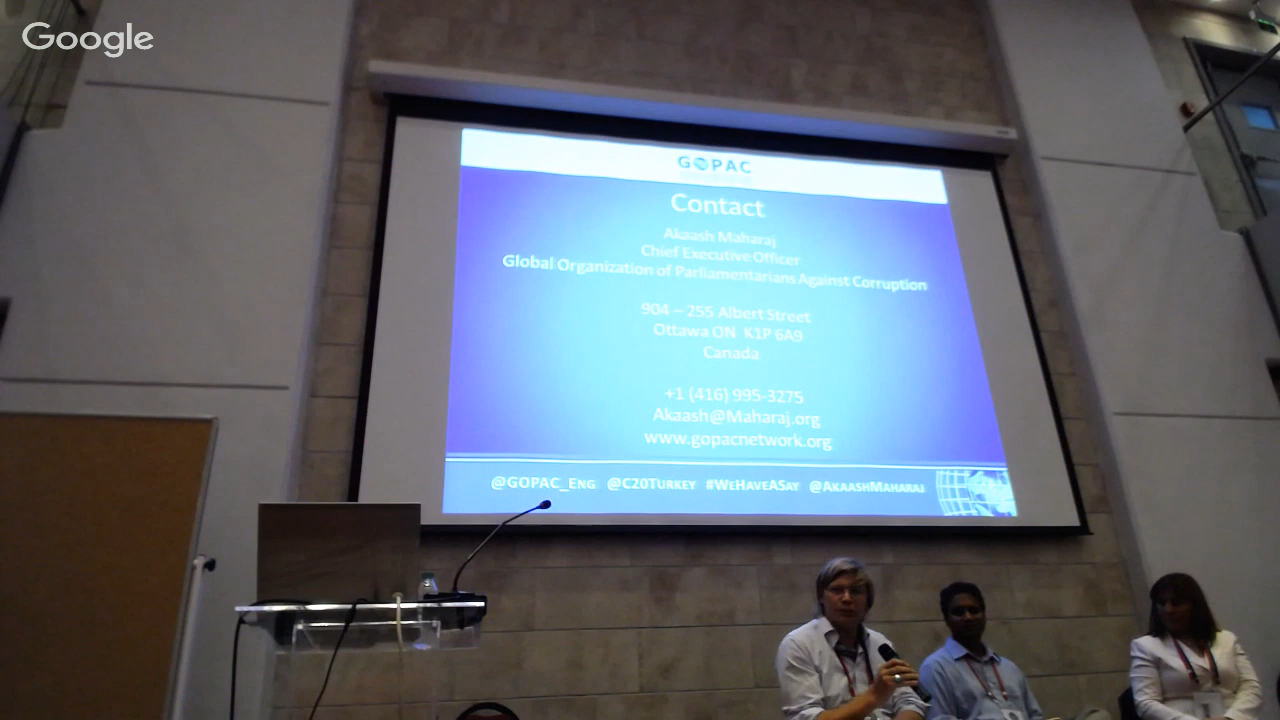 Google
GOPAC
Contact
Akaash Maharaj
Chief Executive Officer
Global Organization of Parliamentarians Against Corruption
904 – 255 Albert Street
Ottawa ON K1P 6A9
Canada
+1 (416) 995-3275
Akaash@Maharaj.org
www.gopacnetwork.org
@GOPAC_Eng @C20Turkey #WeHaveASay @AkaashMaharaj